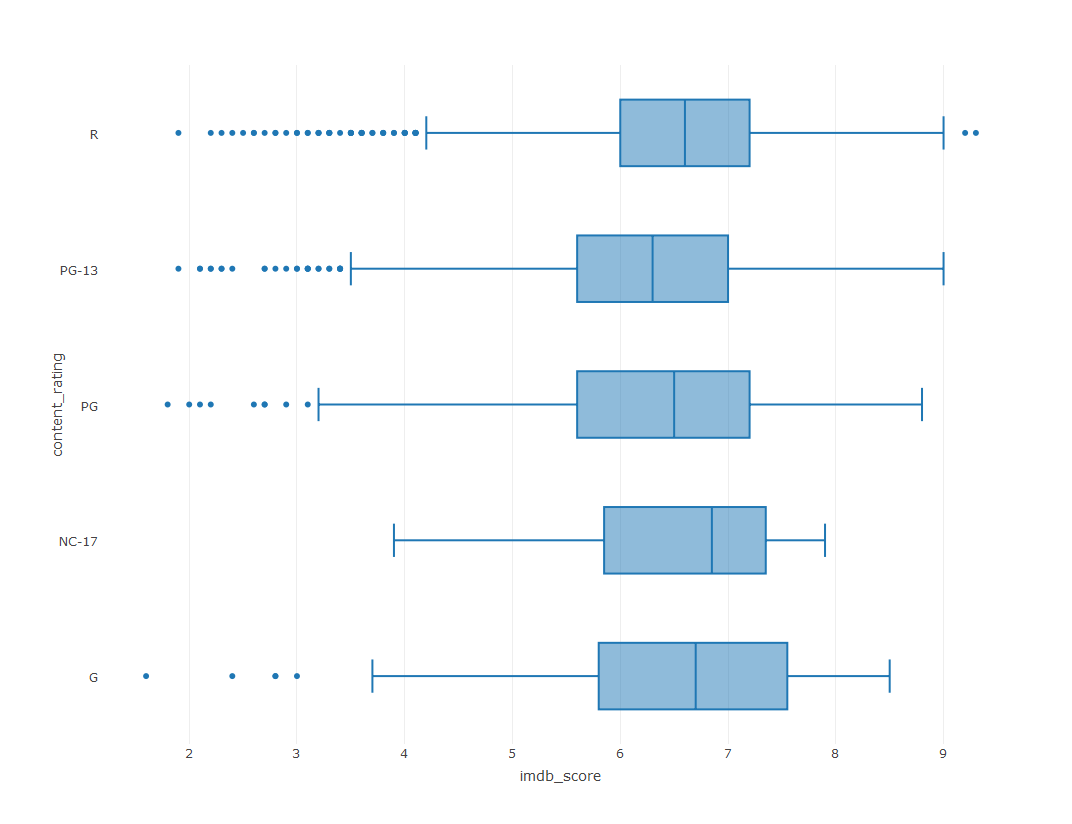 R
PG-13
content_rating
PG
NC-17
G
2 3 4 5 6 7 8 9
imdb_score